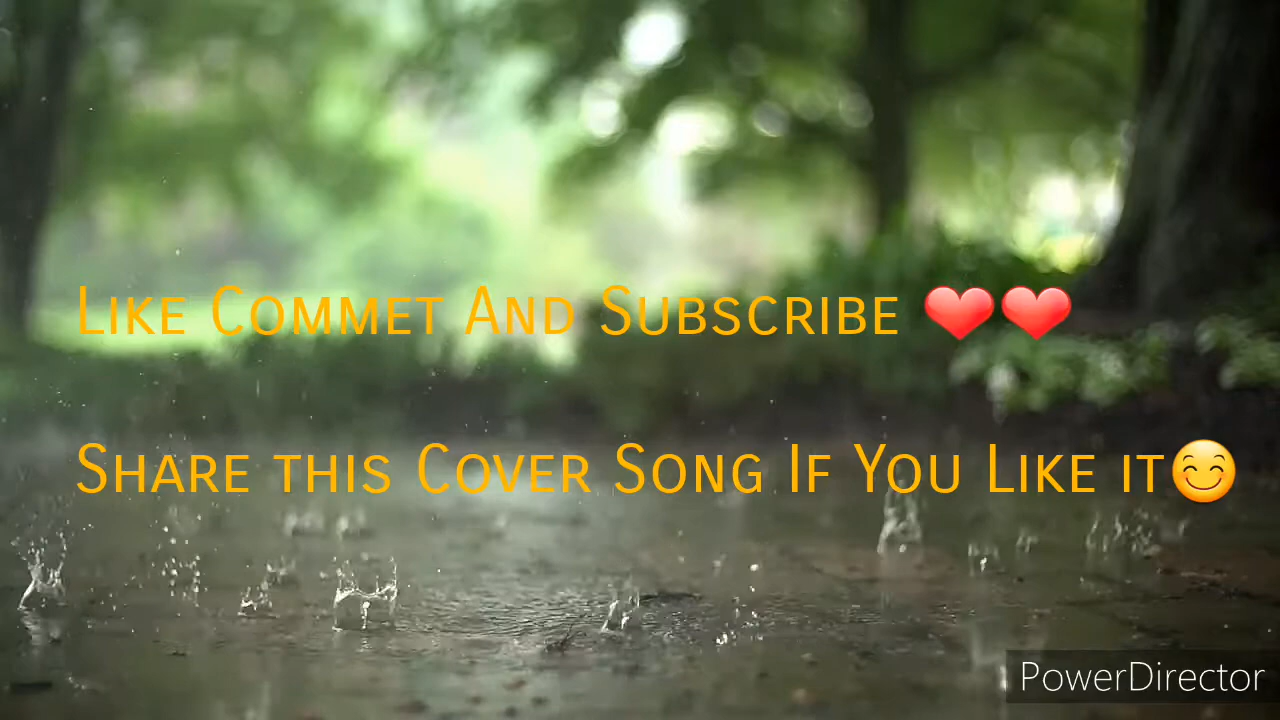 Like Commet And Subscribe ❤❤
Share this Cover Song If You Like it😊
PowerDirector